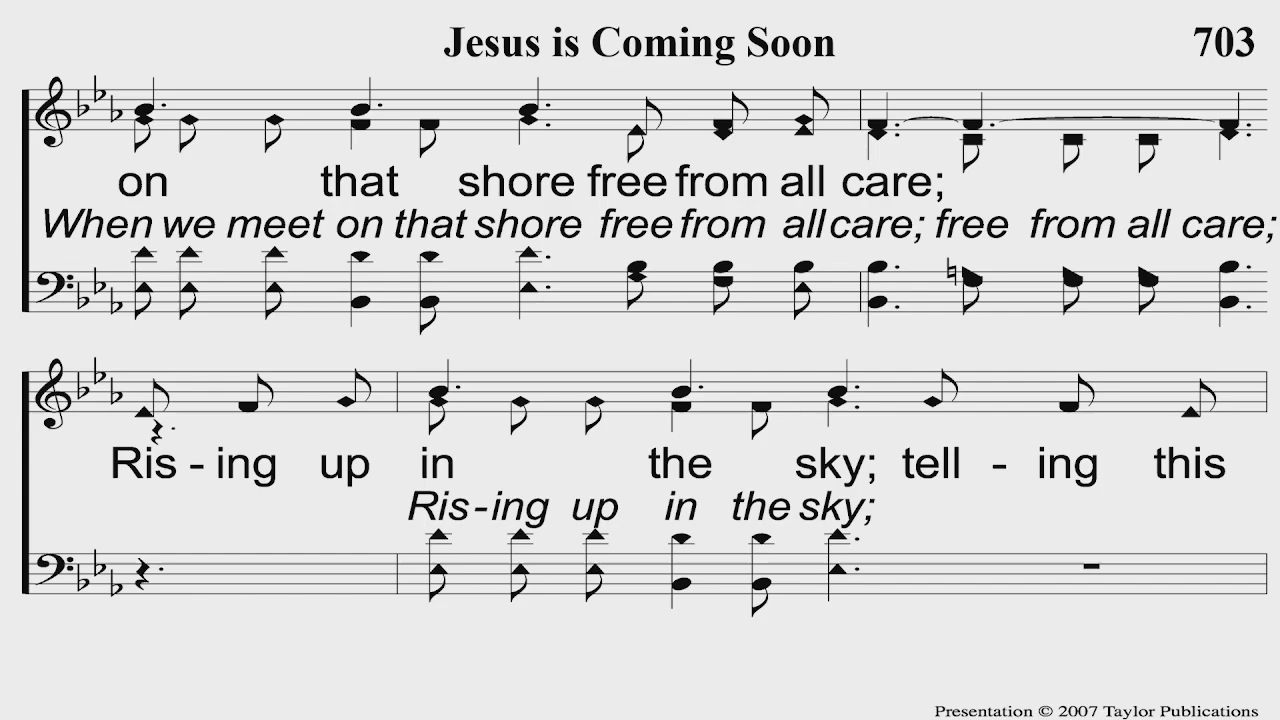 Jesus is Coming Soon 703
on that shore free from all care;
When we meet on that shore free from all care; free from all care;
Ris - ing up in the sky; tell - ing this
Ris - ing up in the sky;
Presentation © 2007 Taylor Publications